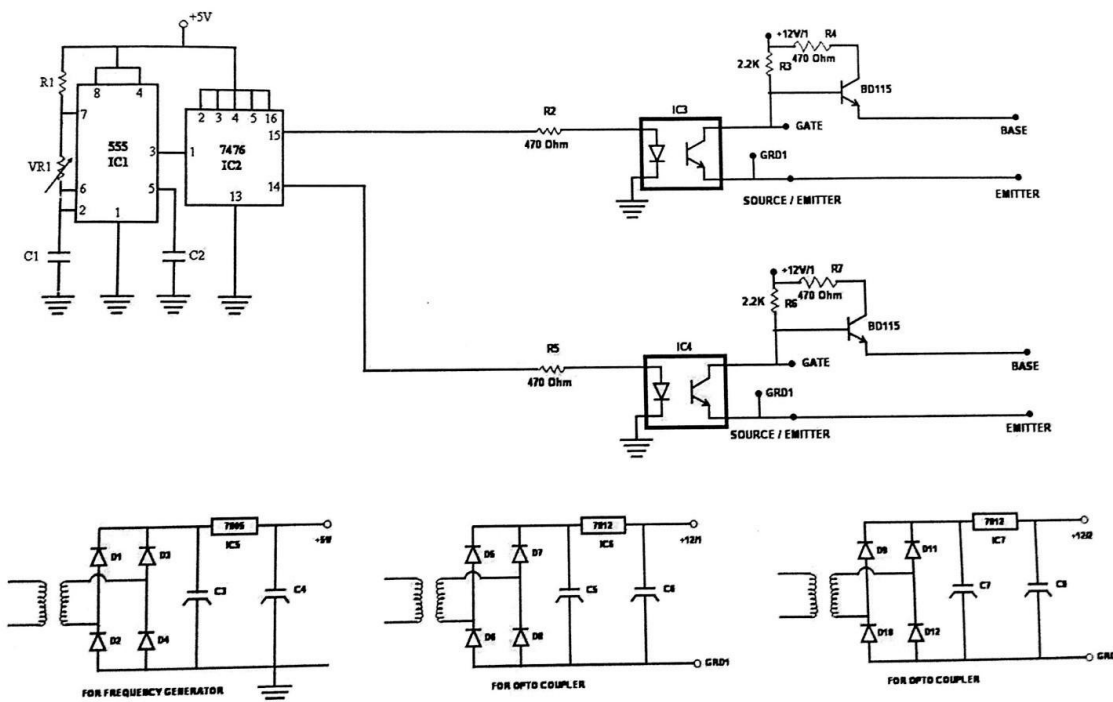 +5V
R1
8 4
7
555
IC1
3
VR1
6
5
2
1
C1
C2
2 3 4 5 16
15
1
7476
IC2
14
13
R2
470 Ohm
IC3
+12V/1 R4
470 Ohm
2.2K R3
BD115
GATE
BASE
GRD1
SOURCE / EMITTER
EMITTER
R5
470 Ohm
IC4
+12V/1 R7
470 Ohm
2.2K R6
BD115
GATE
BASE
GRD1
SOURCE / EMITTER
EMITTER
7805
IC5
+5V
D1 D3
C3 C4
D2 D4
FOR FREQUENCY GENERATOR
7812
IC6
+12/1
D5 D7
C5 C6
D6 D8
GRD1
FOR OPTO COUPLER
7812
IC7
+12/2
D9 D11
C7 C8
D10 D12
GRD
FOR OPTO COUPLER